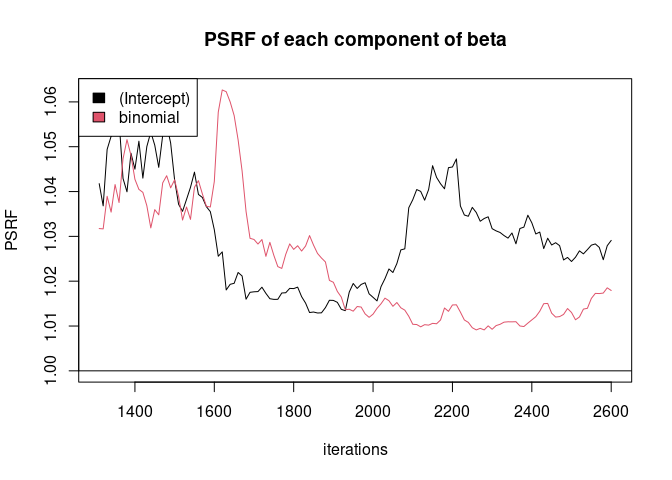 PSRF of each component of beta
(Intercept)
binomial
PSRF
1.06
1.05
1.04
1.03
1.02
1.01
1.00
1400 1600 1800 2000 2200 2400 2600
iterations